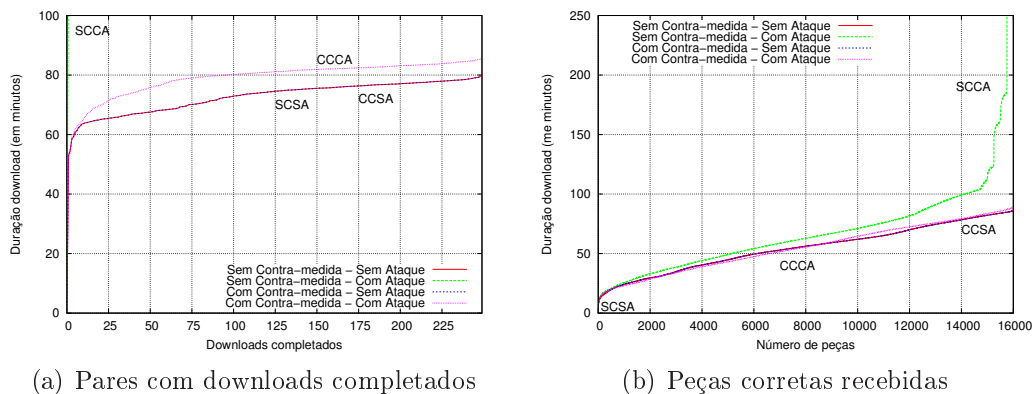 100
80
60
40
20
0
Duração download (em minutos)
SCCA
CCCA
SCSA
CCSA
Sem Contra−medida − Sem Ataque
Sem Contra−medida − Com Ataque
Com Contra−medida − Sem Ataque
Com Contra−medida − Com Ataque
0 25 50 75 100 125 150 175 200 225
Downloads completados
(a) Pares com downloads completados
250
200
150
100
50
0
Duração download (me minutos)
Sem Contra−medida − Sem Ataque
Sem Contra−medida − Com Ataque
Com Contra−medida − Sem Ataque
Com Contra−medida − Com Ataque
SCCA
CCSA
CCCA
SCSA
0 2000 4000 6000 8000 10000 12000 14000 16000
Número de peças
(b) Peças corretas recebidas